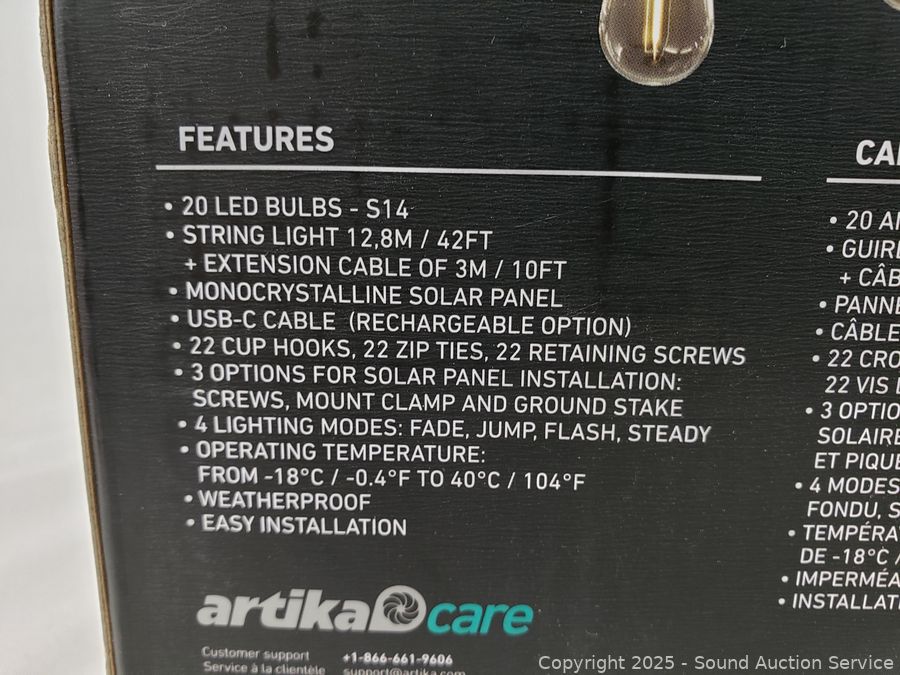 FEATURES
• 20 LED BULBS - S14
• STRING LIGHT 12,8M / 42FT
+ EXTENSION CABLE OF 3M / 10FT
• MONOCRYSTALLINE SOLAR PANEL
• USB-C CABLE (RECHARGEABLE OPTION)
• 22 CUP HOOKS, 22 ZIP TIES, 22 RETAINING SCREWS
• 3 OPTIONS FOR SOLAR PANEL INSTALLATION:
SCREWS, MOUNT CLAMP AND GROUND STAKE
• 4 LIGHTING MODES: FADE, JUMP, FLASH, STEADY
• OPERATING TEMPERATURE:
FROM -18°C / -0.4°F TO 40°C / 104°F
• WEATHERPROOF
• EASY INSTALLATION
artika care
Customer support +1-866-661-9606
Service à la clientèle support@artika.com
CA
• 20 A
• GUIR
+ CÂB
• PANNE
• CÂBLE
• 22 CRO
22 VIS
• 3 OPTIO
SOLAIRE
ET PIQUE
• 4 MODES
FONDU, S
• TEMPÉRA
DE -18°C /
• IMPERMÉA
• INSTALLATI
Copyright 2025 - Sound Auction Service